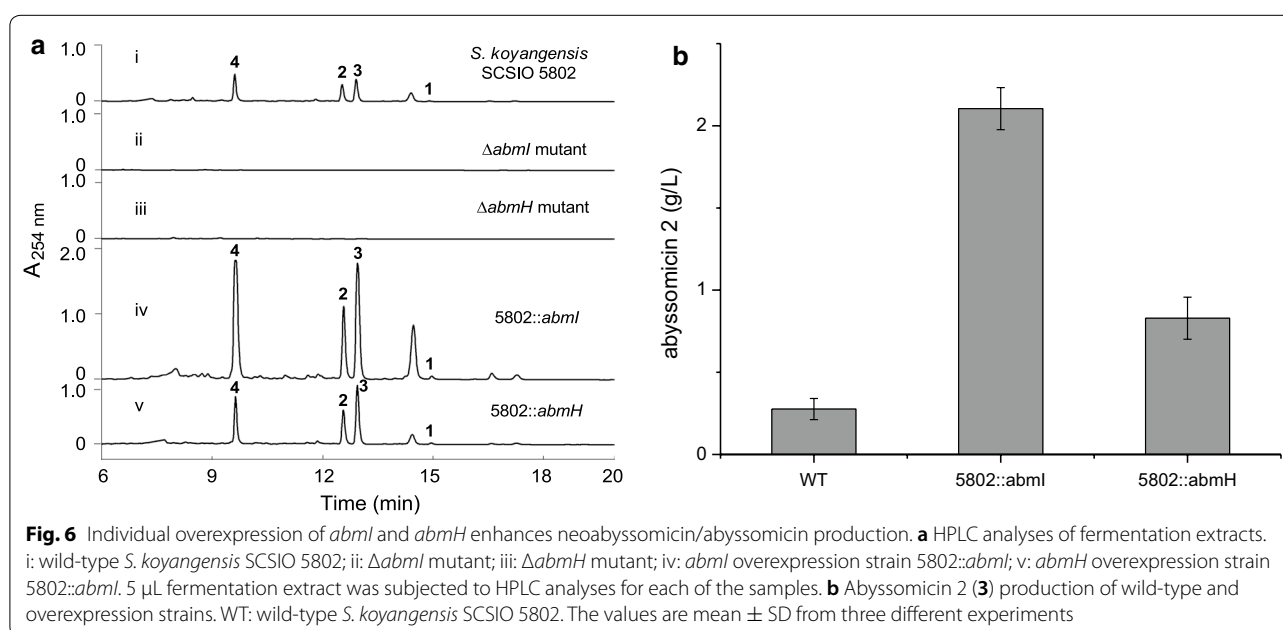 a
1.0
0
i
4
2
3
1
S. koyangensis
SCSIO 5802
1.0
0
ii
ΔabmI mutant
1.0
0
iii
ΔabmH mutant
2.0
1.0
0
iv
4
2
3
1
5802::abmI
1.0
0
v
4
2
3
1
5802::abmH
A254 nm
6 9 12 15 18 20
Time (min)
b
abyssomicin 2 (g/L)
2
1
0
WT 5802::abmI 5802::abmH
Fig. 6 Individual overexpression of abmI and abmH enhances neoabyssomicin/abyssomicin production. a HPLC analyses of fermentation extracts.
i: wild-type S. koyangensis SCSIO 5802; ii: ΔabmI mutant; iii: ΔabmH mutant; iv: abmI overexpression strain 5802::abmI; v: abmH overexpression strain
5802::abmI. 5 µL fermentation extract was subjected to HPLC analyses for each of the samples. b Abyssomicin 2 (3) production of wild-type and
overexpression strains. WT: wild-type S. koyangensis SCSIO 5802. The values are mean ± SD from three different experiments